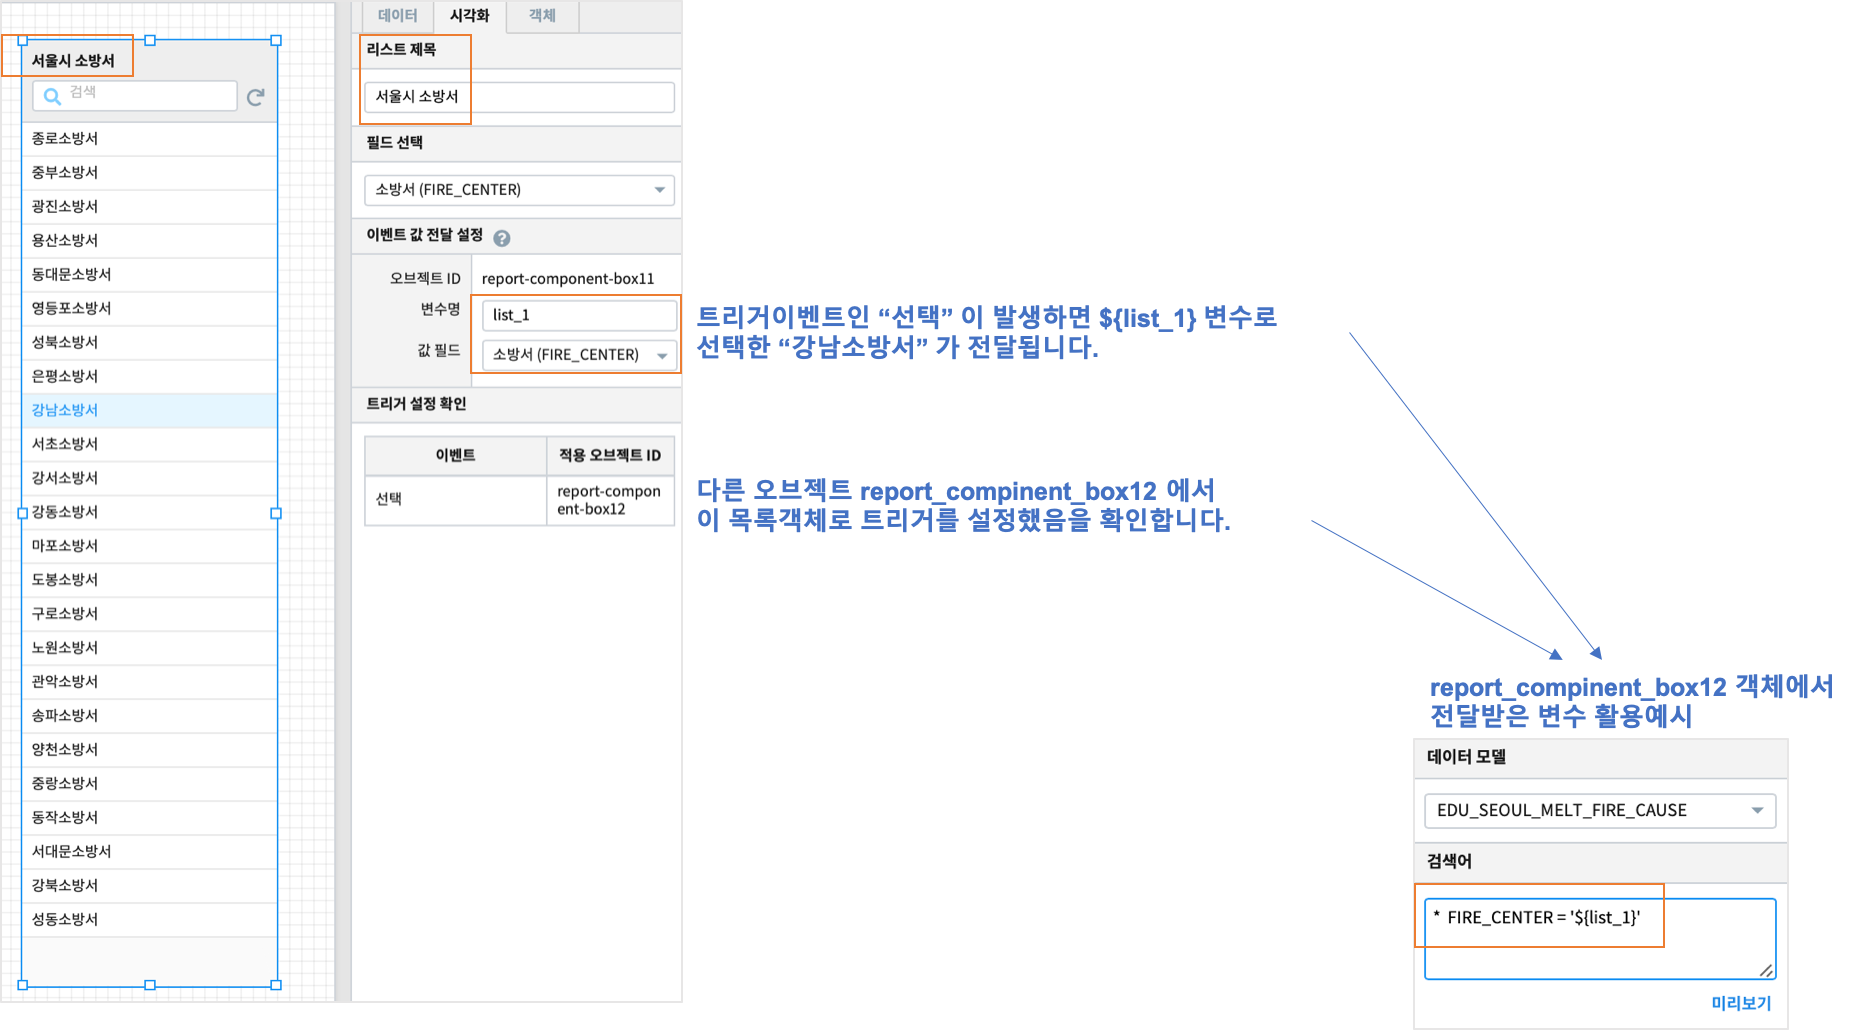 서울시 소방서
검색
종로소방서
중부소방서
광진소방서
용산소방서
동대문소방서
영등포소방서
성북소방서
은평소방서
강남소방서
서초소방서
강서소방서
강동소방서
마포소방서
도봉소방서
구로소방서
노원소방서
관악소방서
송파소방서
양천소방서
중랑소방서
동작소방서
서대문소방서
강북소방서
성동소방서
데이터 시각화 객체
리스트 제목
서울시 소방서
필드 선택
소방서 (FIRE_CENTER)
이벤트 값 전달 설정 ?
오브젝트 ID report-component-box11
변수명 list_1
값 필드 소방서 (FIRE_CENTER)
트리거 설정 확인
이벤트 적용 오브젝트 ID
선택 report-compon
ent-box12
트리거이벤트인 “선택” 이 발생하면 ${list_1} 변수로
선택한 “강남소방서” 가 전달됩니다.
다른 오브젝트 report_compinent_box12 에서
이 목록객체로 트리거를 설정했음을 확인합니다.
report_compinent_box12 객체에서
전달받은 변수 활용예시
데이터 모델
EDU_SEOUL_MELT_FIRE_CAUSE
검색어
* FIRE_CENTER = '${list_1}'
미리보기